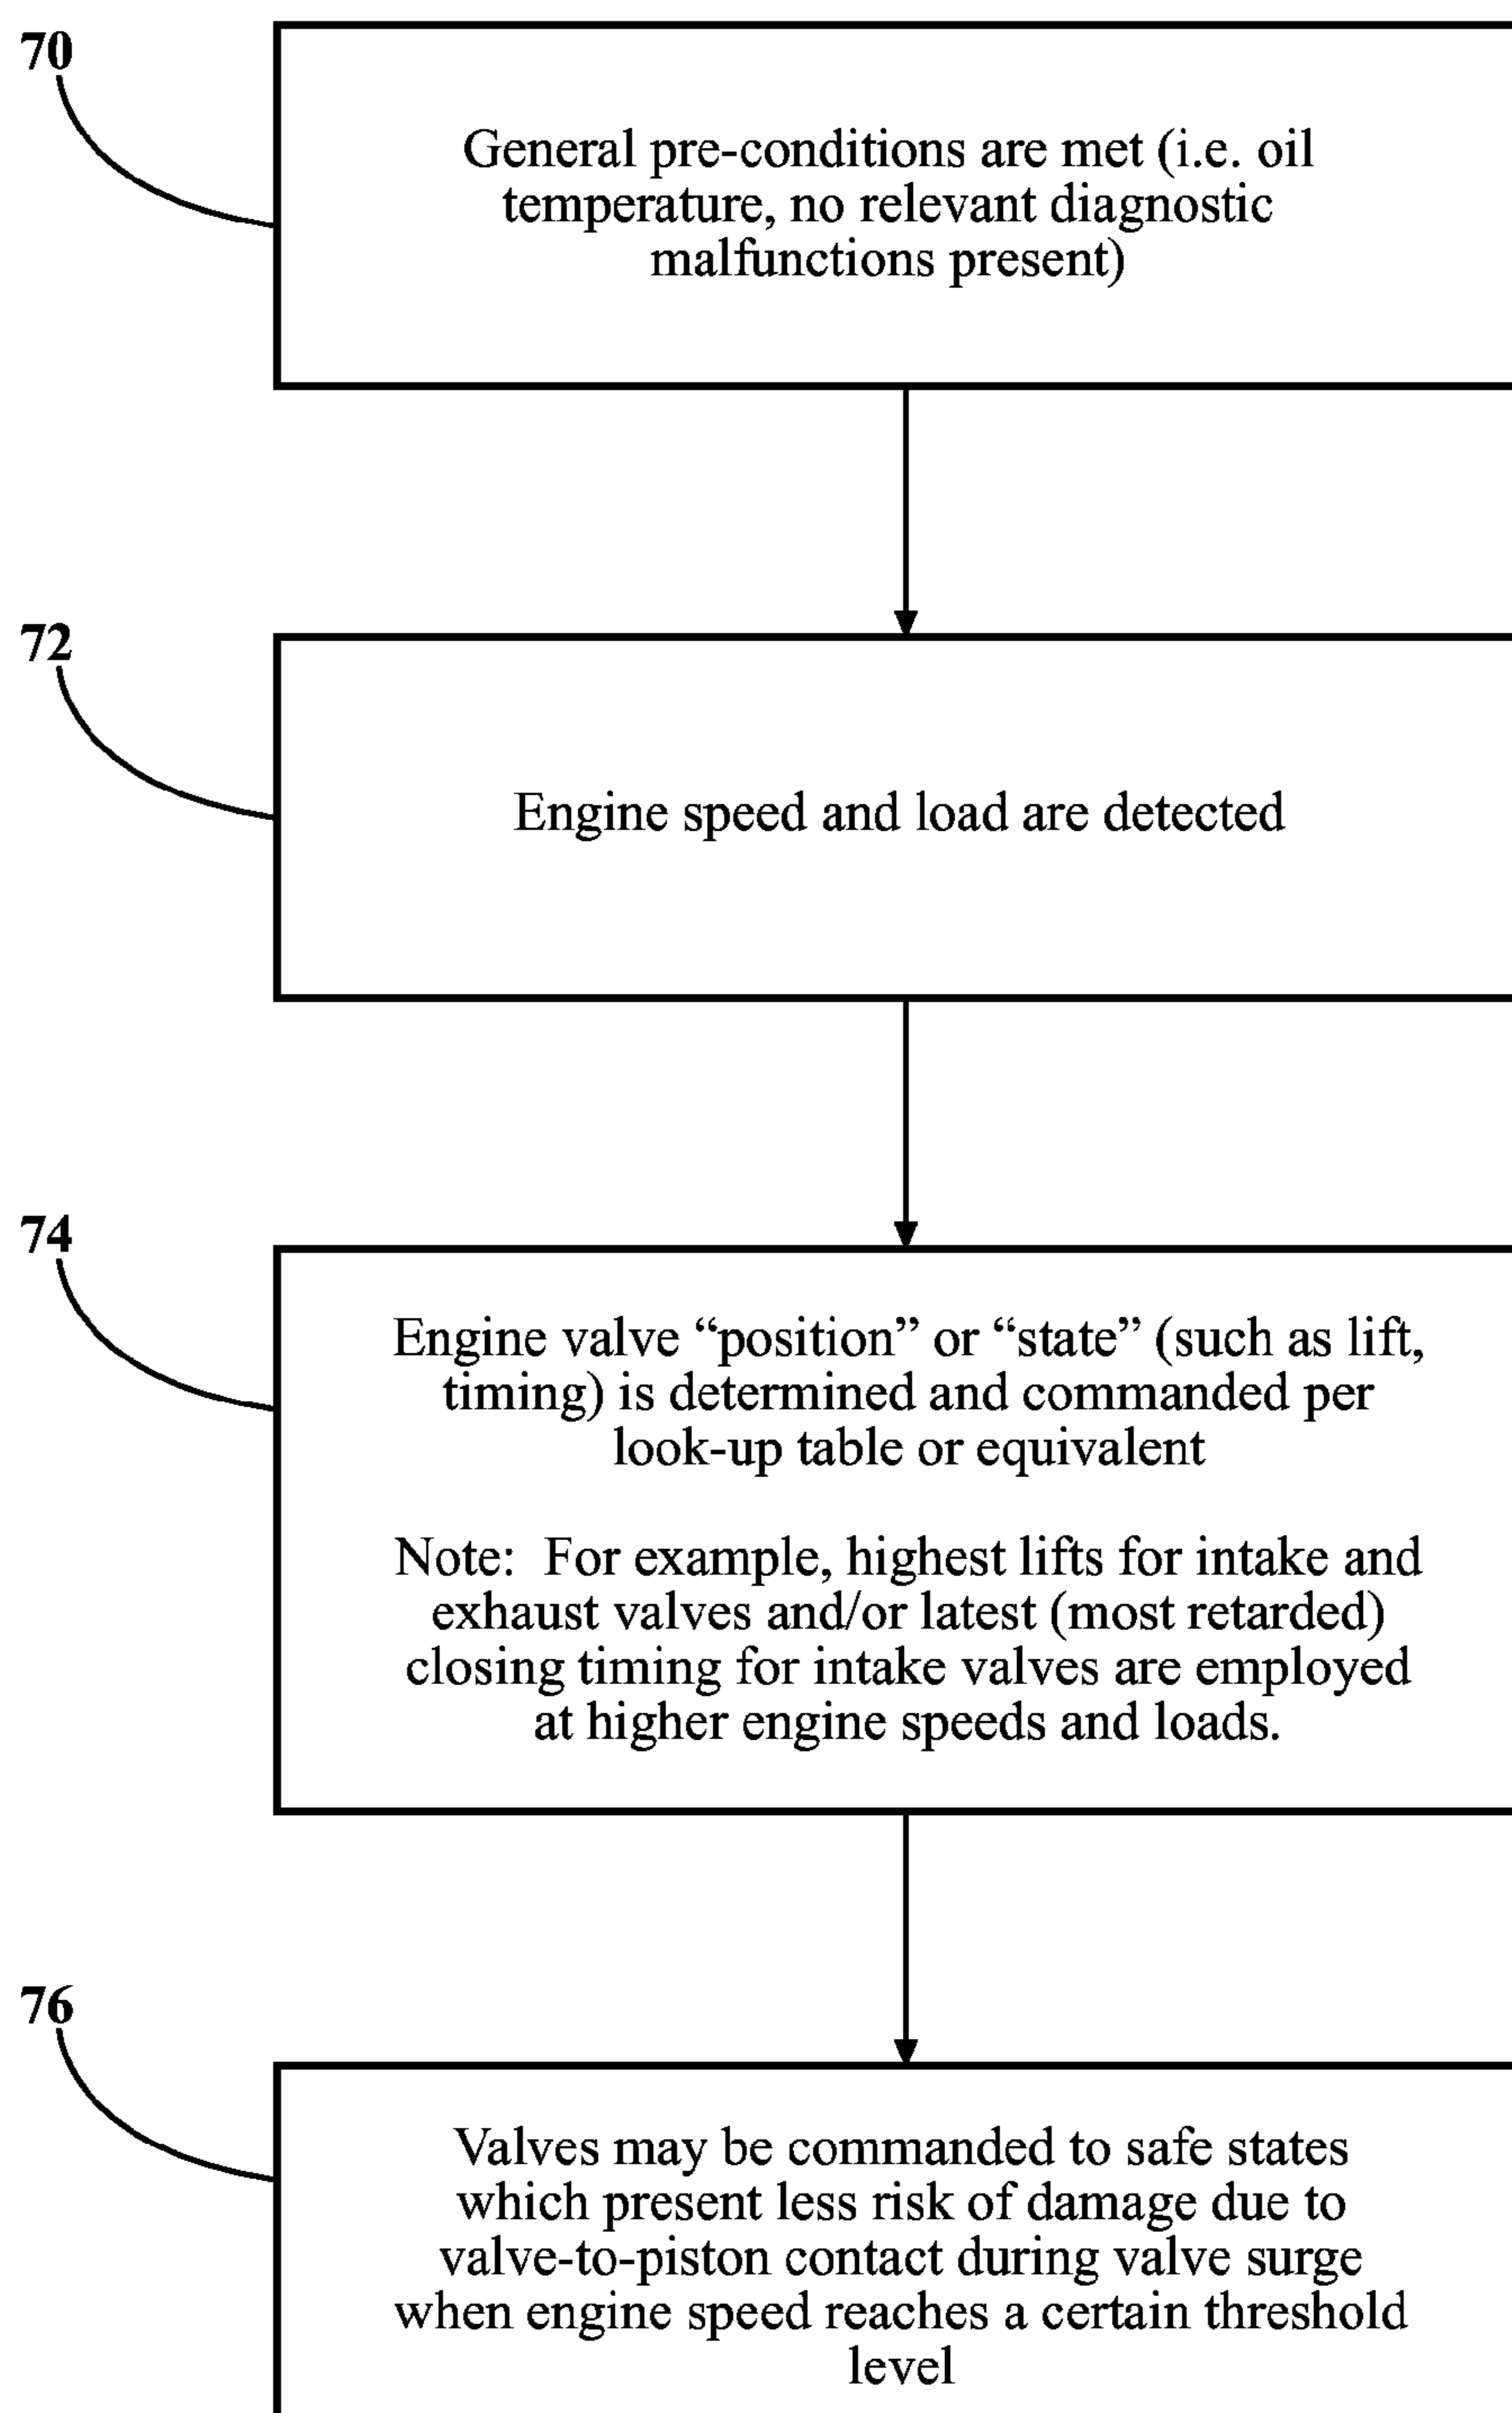 70
General pre-conditions are met (i.e. oil
temperature, no relevant diagnostic
malfunctions present)
72
Engine speed and load are detected
74
Engine valve “position” or “state” (such as lift,
timing) is determined and commanded per
look-up table or equivalent
Note:  For example, highest lifts for intake and
exhaust valves and/or latest (most retarded)
closing timing for intake valves are employed
at higher engine speeds and loads.
76
Valves may be commanded to safe states
which present less risk of damage due to
valve-to-piston contact during valve surge
when engine speed reaches a certain threshold
level